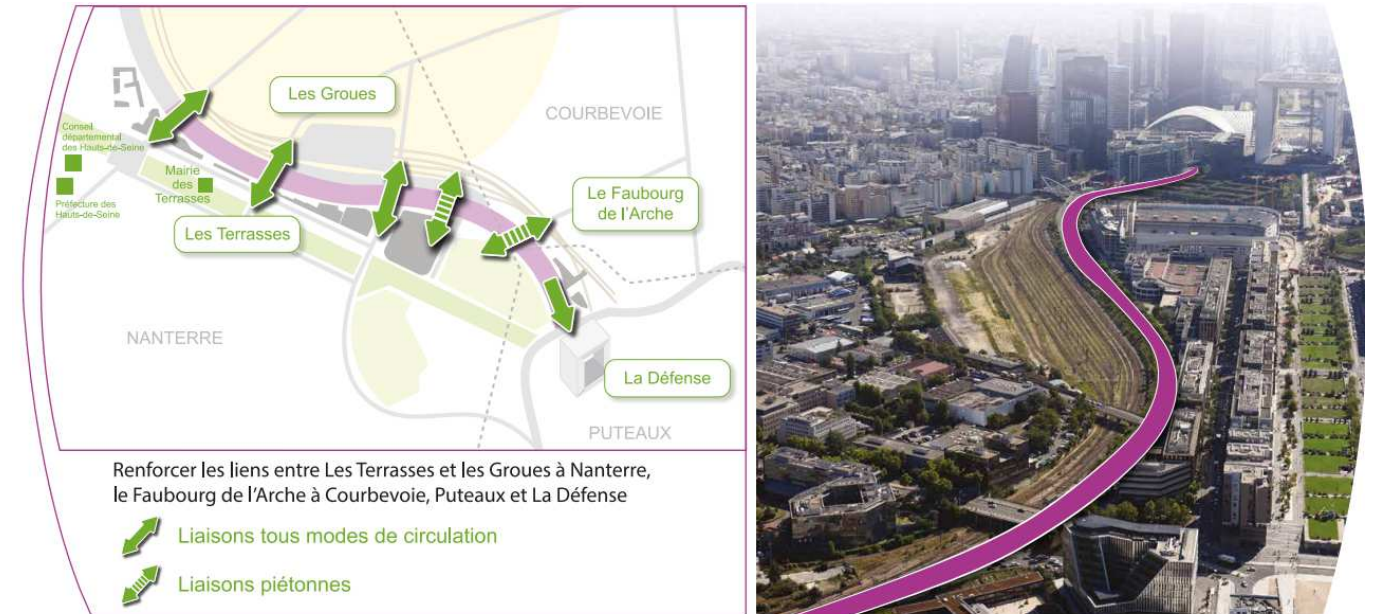 Les Groues
COURBEVOIE
Conseil
départemental
des Hauts-de-Seine
Mairie
des
Terrasses
Préfecture des
Hauts-de-Seine
Le Faubourg
de l'Arche
Les Terrasses
NANTERRE
La Défense
PUTEAUX
Renforcer les liens entre Les Terrasses et les Groues à Nanterre,
le Faubourg de l'Arche à Courbevoie, Puteaux et La Défense
Liaisons tous modes de circulation
Liaisons piétonnes